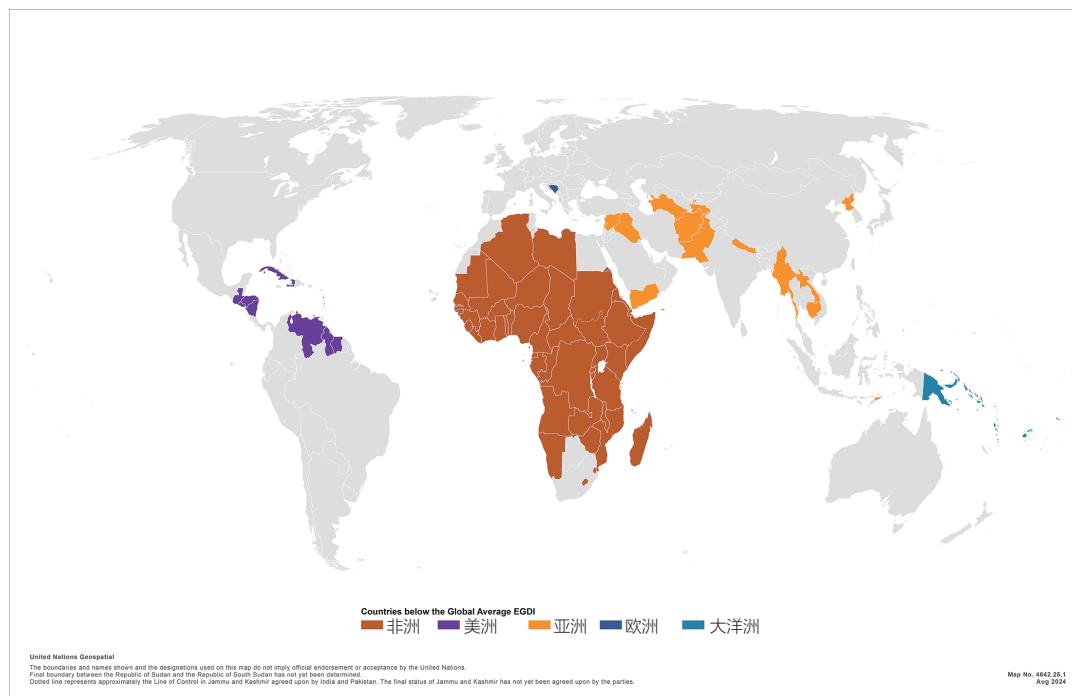 Countries below the Global Average EGDI
非洲 美洲 亚洲 欧洲 大洋洲
United Nations Geospatial
The boundaries and names shown and the designations used on this map do not imply official endorsement or acceptance by the United Nations.
Final boundary between the Republic of Sudan and the Republic of South Sudan has not yet been determined.
Dotted line represents approximately the Line of Control in Jammu and Kashmir agreed upon by India and Pakistan. The final status of Jammu and Kashmir has not yet been agreed upon by the parties.
Map No. 4642.25.1
Aug 2024